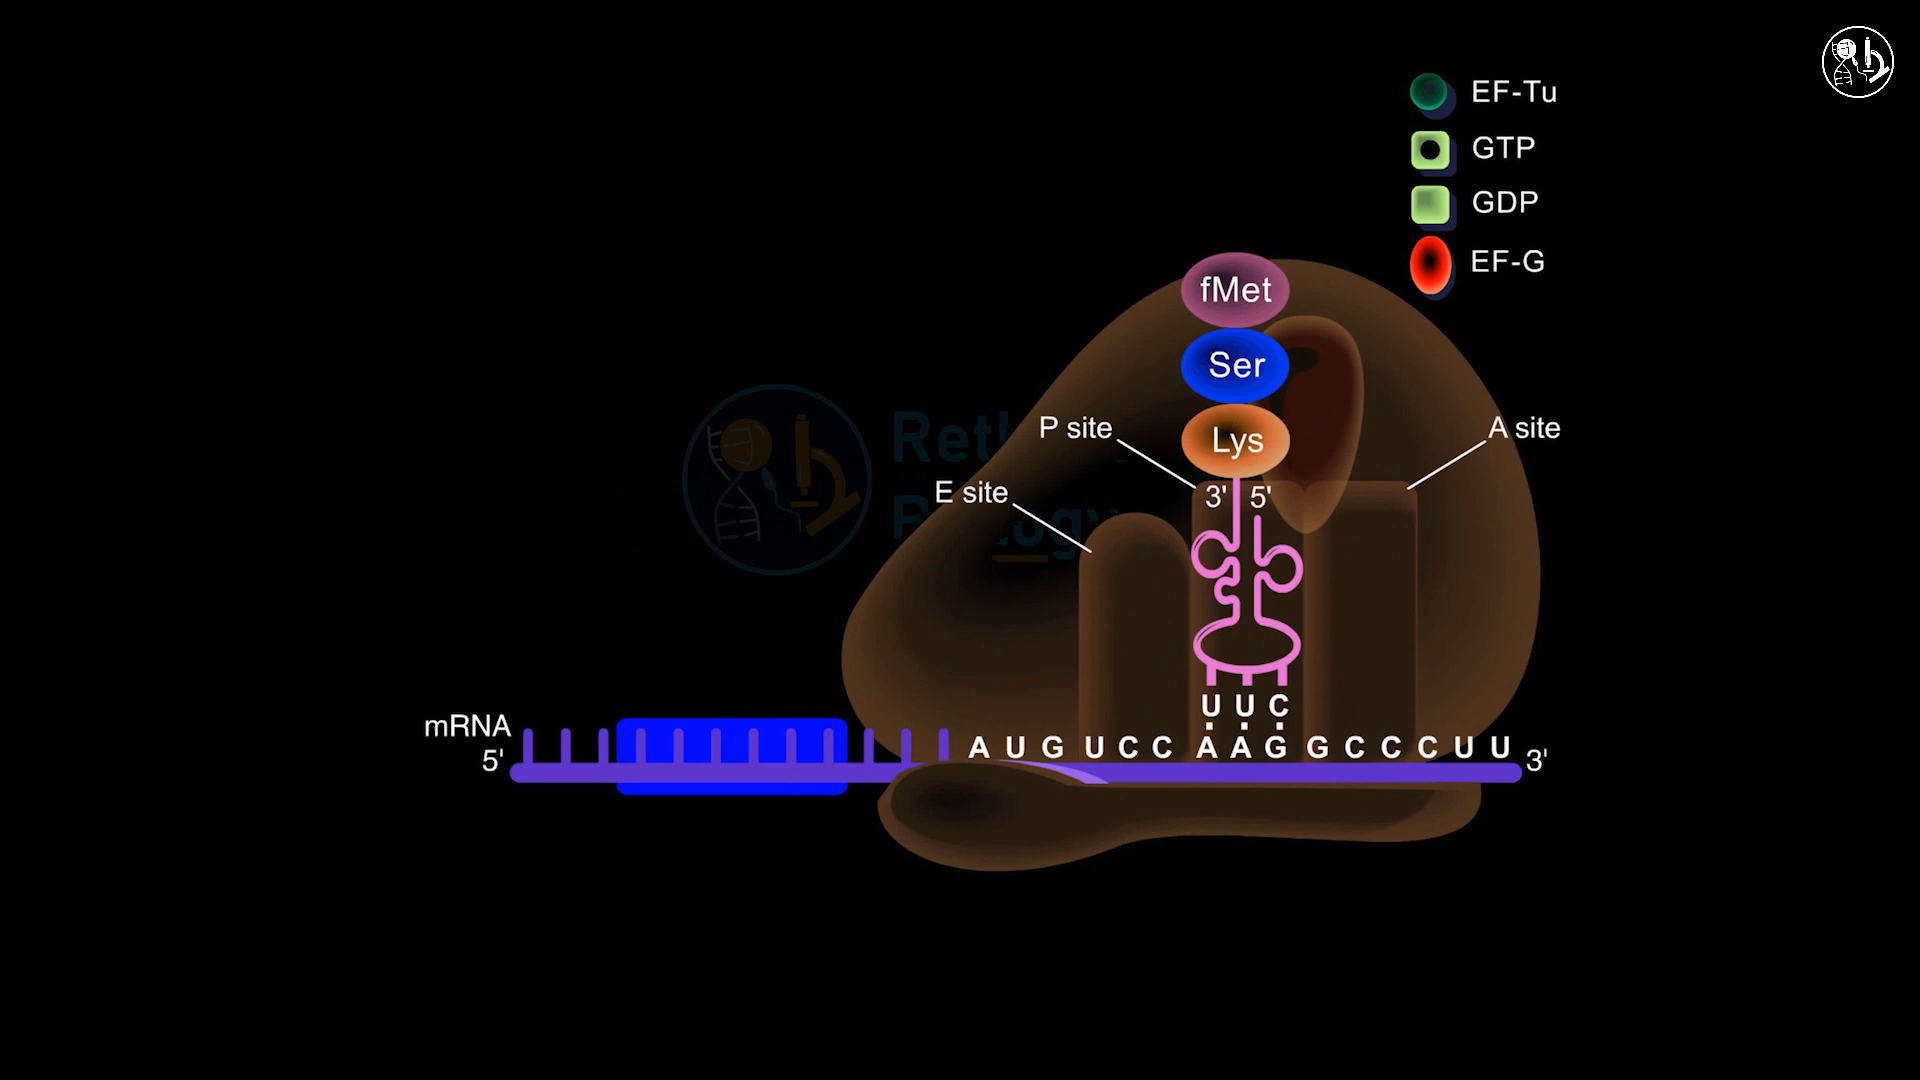 EF-Tu
GTP
GDP
EF-G
fMet
Ser
Lys
P site
A site
E site
3' 5'
U U C
mRNA
5'
A U G U C C A A G G C C C U U
3'